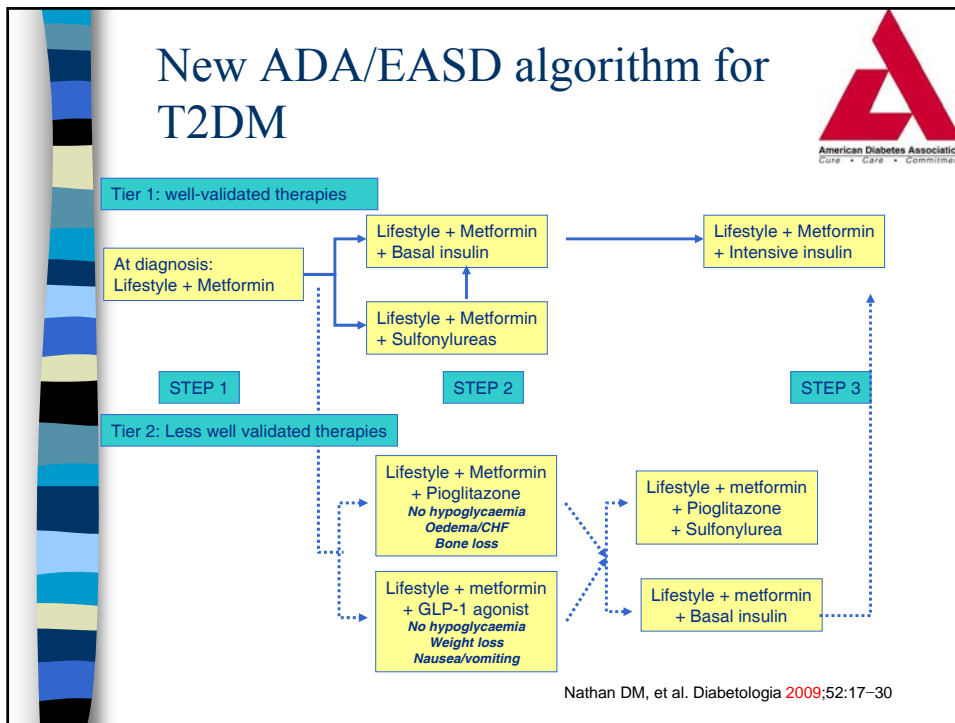 New ADA/EASD algorithm for
T2DM
American Diabetes Associatio
Cure • Care • Commitme
Tier 1: well-validated therapies
At diagnosis:
Lifestyle + Metformin
Lifestyle + Metformin
+ Basal insulin
Lifestyle + Metformin
+ Intensive insulin
Lifestyle + Metformin
+ Sulfonylureas
STEP 1
STEP 2
STEP 3
Tier 2: Less well validated therapies
Lifestyle + Metformin
+ Pioglitazone
No hypoglycaemia
Oedema/CHF
Bone loss
Lifestyle + metformin
+ Pioglitazone
+ Sulfonylurea
Lifestyle + metformin
+ GLP-1 agonist
No hypoglycaemia
Weight loss
Nausea/vomiting
Lifestyle + metformin
+ Basal insulin
Nathan DM, et al. Diabetologia 2009;52:17−30